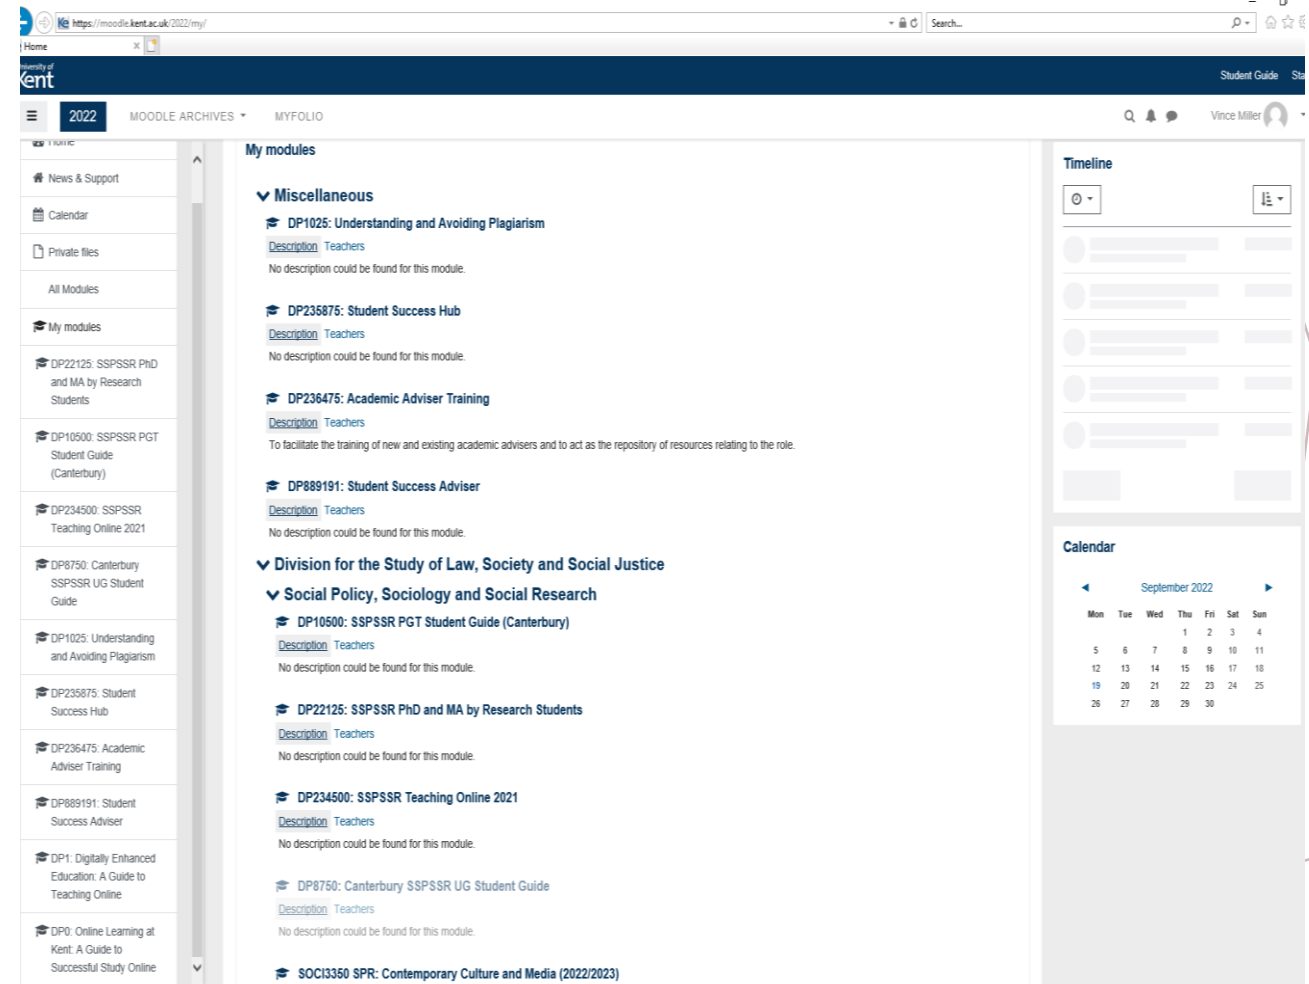 https://moodle.kent.ac.uk/2022/my/
Search...
Home
University of
Kent
Student Guide
2022
MOODLE ARCHIVES
MYFOLIO
Vince Miller
Home
News & Support
Calendar
Private files
All Modules
My modules
DP22125: SSPSSR PhD
and MA by Research
Students
DP10500: SSPSSR PGT
Student Guide
(Canterbury)
DP234500: SSPSSR
Teaching Online 2021
DP8750: Canterbury
SSPSSR UG Student
Guide
DP1025: Understanding
and Avoiding Plagiarism
DP235875: Student
Success Hub
DP236475: Academic
Adviser Training
DP889191: Student
Success Adviser
DP1: Digitally Enhanced
Education: A Guide to
Teaching Online
DP0: Online Learning at
Kent: A Guide to
Successful Study Online
My modules
Miscellaneous
DP1025: Understanding and Avoiding Plagiarism
Description Teachers
No description could be found for this module.
DP235875: Student Success Hub
Description Teachers
No description could be found for this module.
DP236475: Academic Adviser Training
Description Teachers
To facilitate the training of new and existing academic advisers and to act as the repository of resources relating to the role.
DP889191: Student Success Adviser
Description Teachers
No description could be found for this module.
Division for the Study of Law, Society and Social Justice
Social Policy, Sociology and Social Research
DP10500: SSPSSR PGT Student Guide (Canterbury)
Description Teachers
No description could be found for this module.
DP22125: SSPSSR PhD and MA by Research Students
Description Teachers
No description could be found for this module.
DP234500: SSPSSR Teaching Online 2021
Description Teachers
No description could be found for this module.
DP8750: Canterbury SSPSSR UG Student Guide
Description Teachers
No description could be found for this module.
SOCI3350 SPR: Contemporary Culture and Media (2022/2023)
Timeline
Calendar
September 2022
Mon Tue Wed Thu Fri Sat Sun
1 2 3 4
5 6 7 8 9 10 11
12 13 14 15 16 17 18
19 20 21 22 23 24 25
26 27 28 29 30